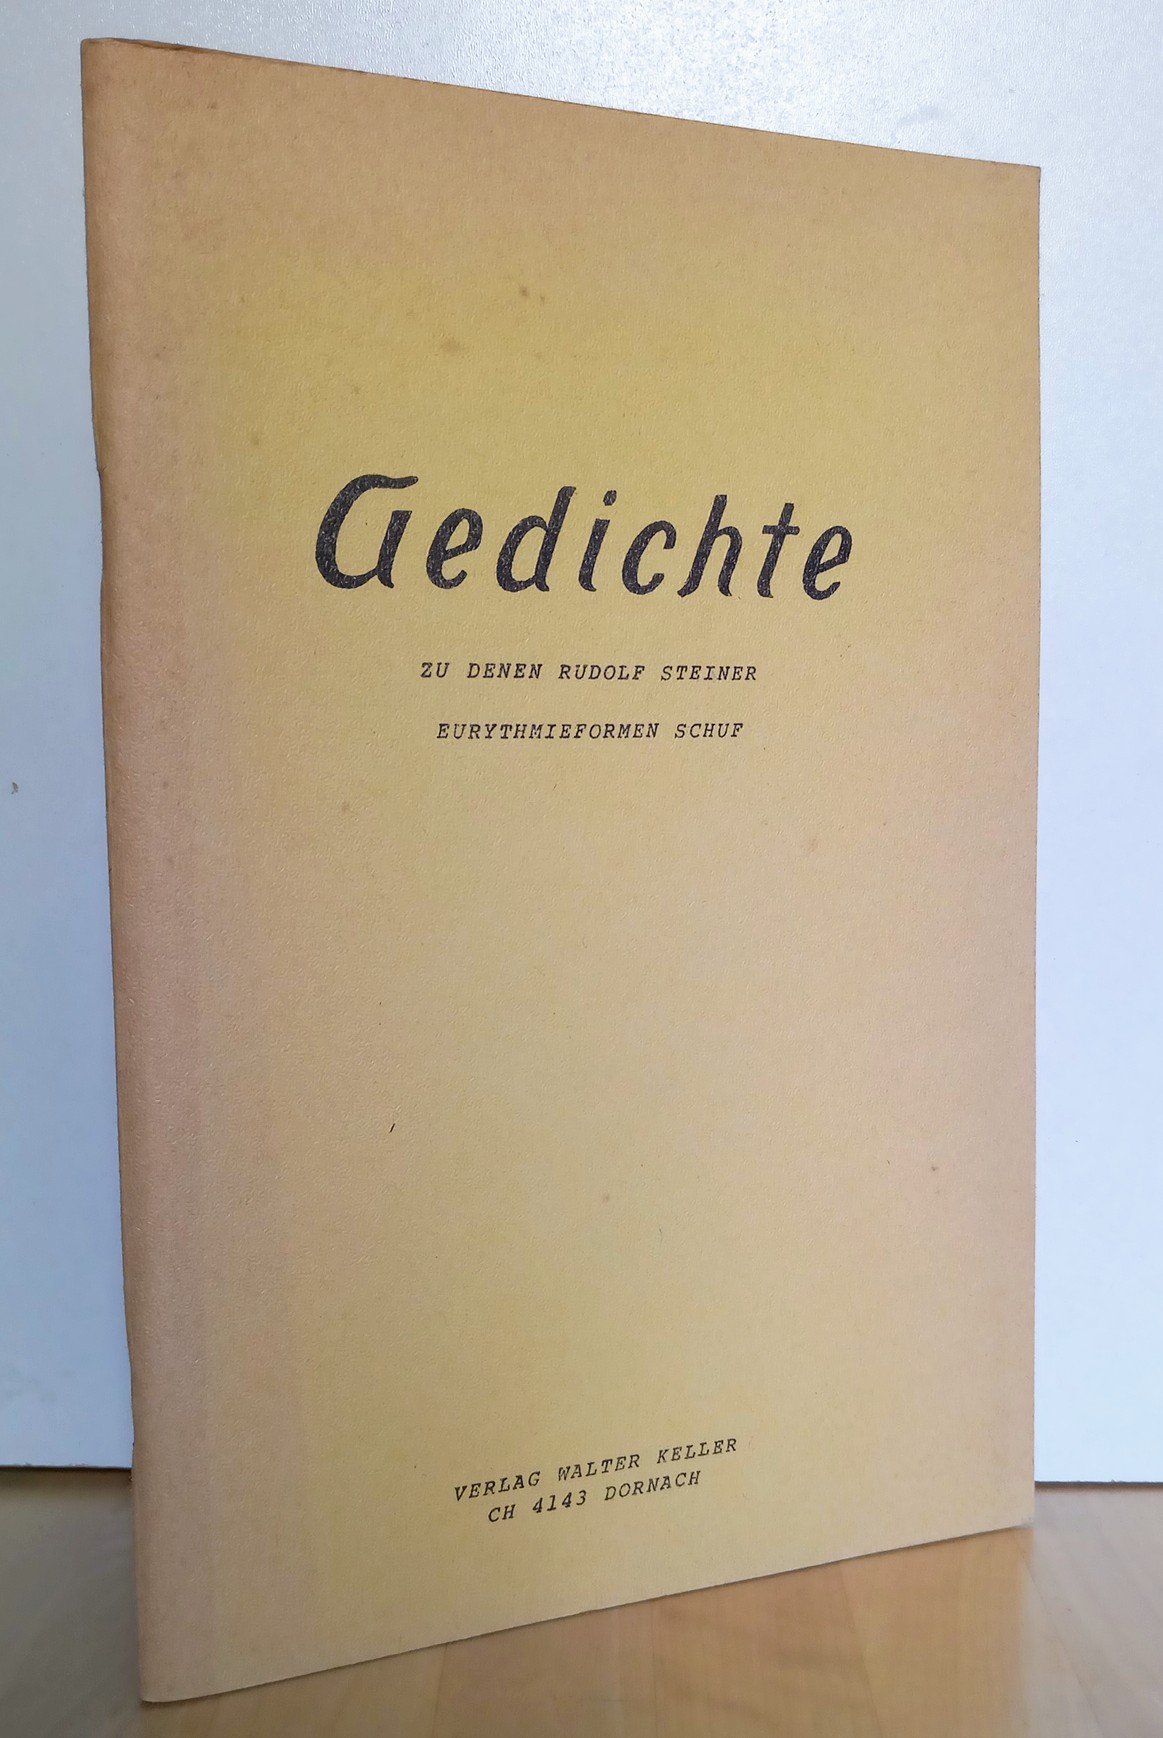 Gedichte
ZU DENEN RUDOLF STEINER
EURYTHMIEFORMEN SCHUF
VERLAG WALTER KELLER
CH 4143 DORNACH